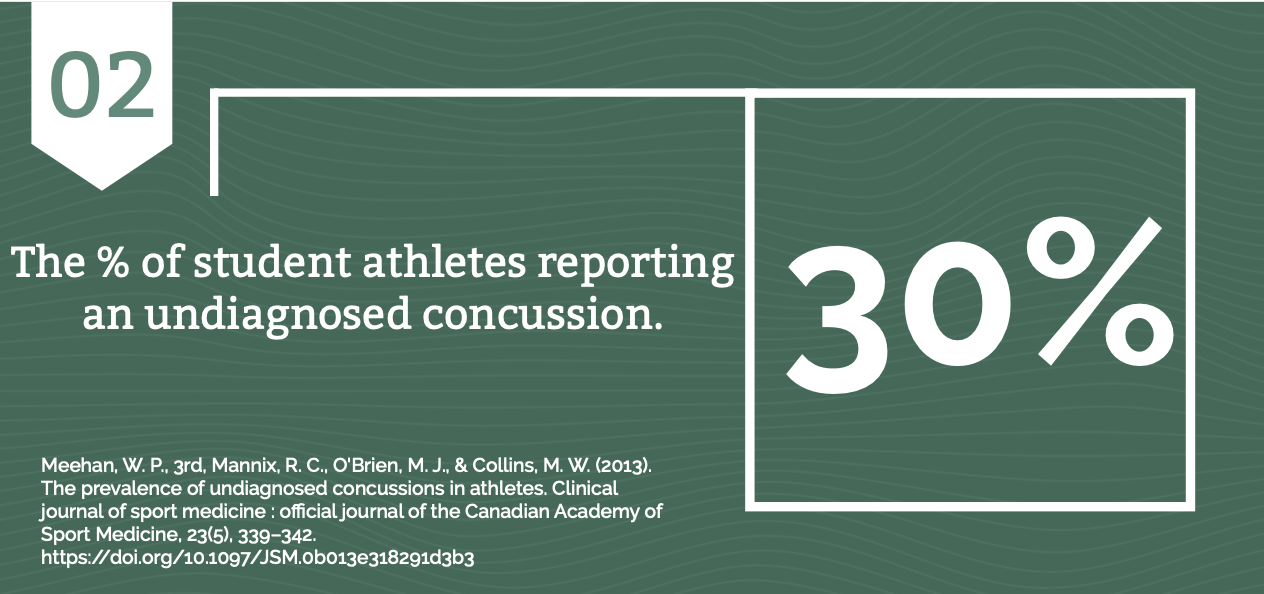 02
The % of student athletes reporting
an undiagnosed concussion.
30%
Meehan, W. P., 3rd, Mannix, R. C., O'Brien, M. J., & Collins, M. W. (2013).
The prevalence of undiagnosed concussions in athletes. Clinical
journal of sport medicine : official journal of the Canadian Academy of
Sport Medicine, 23(5), 339–342.
https://doi.org/10.1097/JSM.0b013e318291d3b3